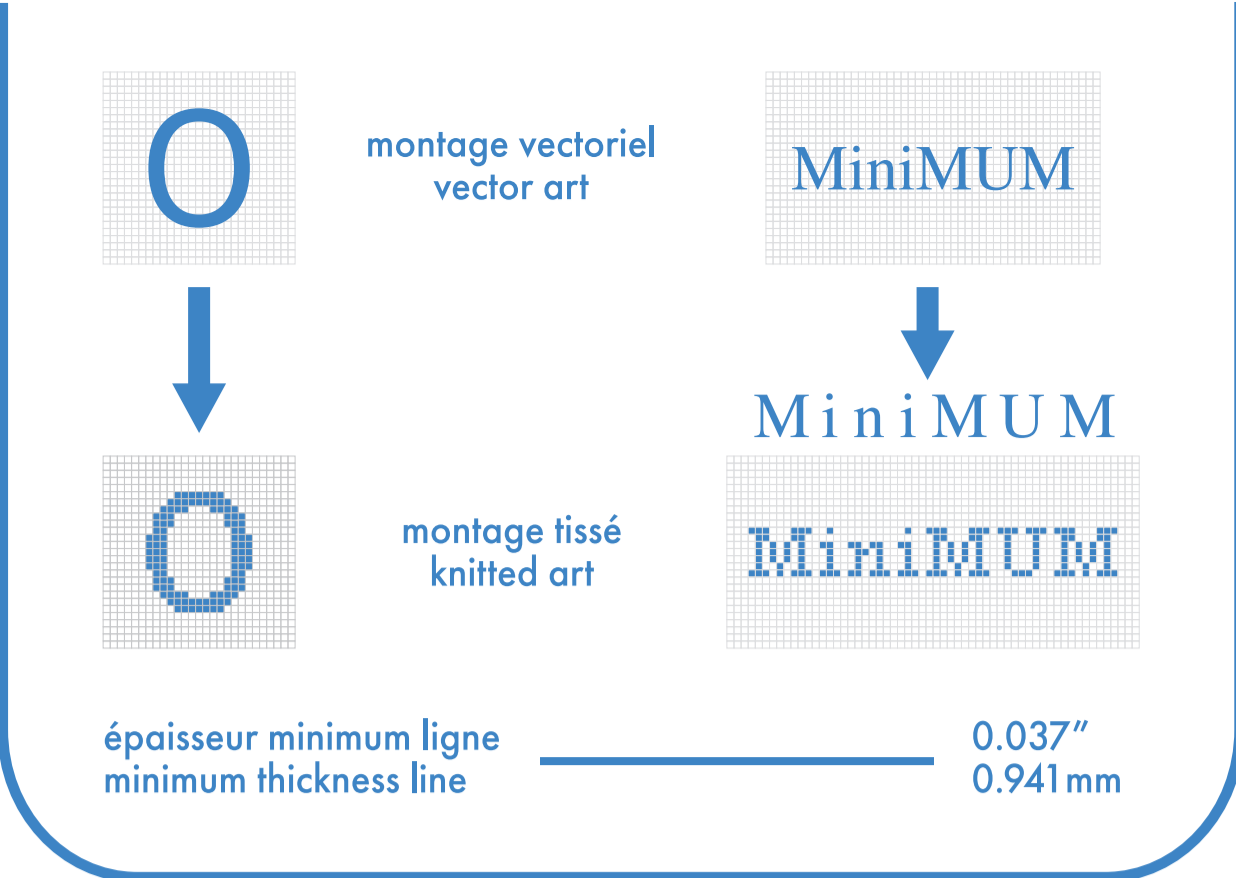 O
montage vectoriel
vector art
MiniMUM
MiniMUM
O
montage tissé
knitted art
MiniMUM
épaisseur minimum ligne
minimum thickness line
0.037″
0.941mm